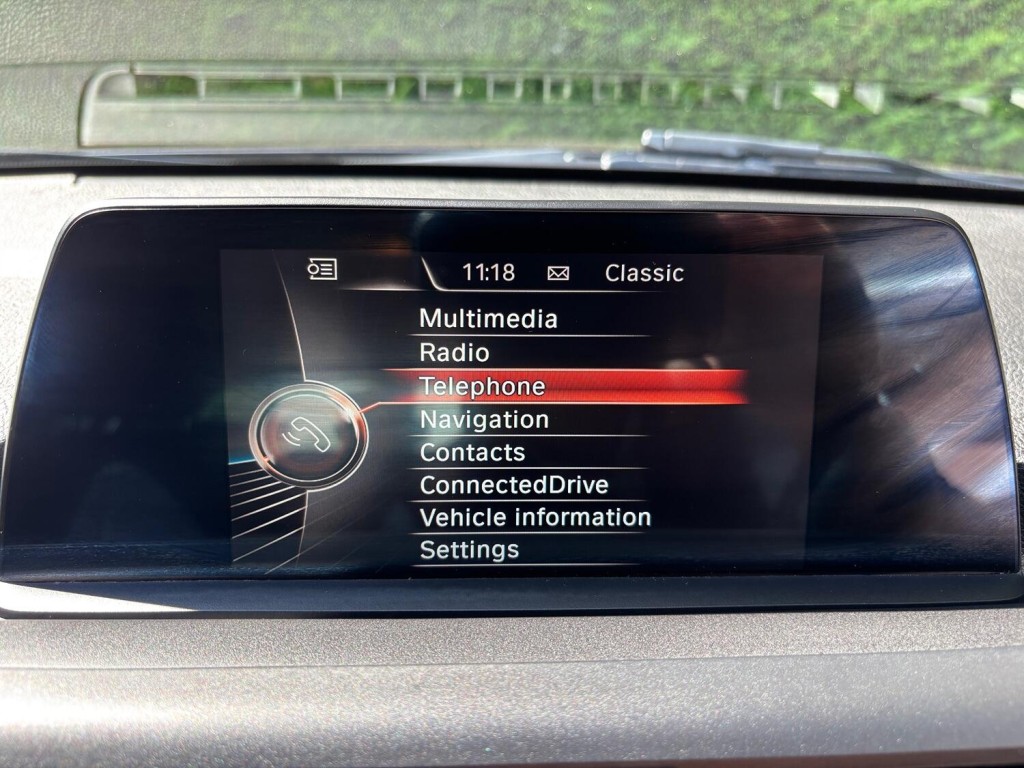 11:18 Classic
Multimedia
Radio
Telephone
Navigation
Contacts
ConnectedDrive
Vehicle information
Settings